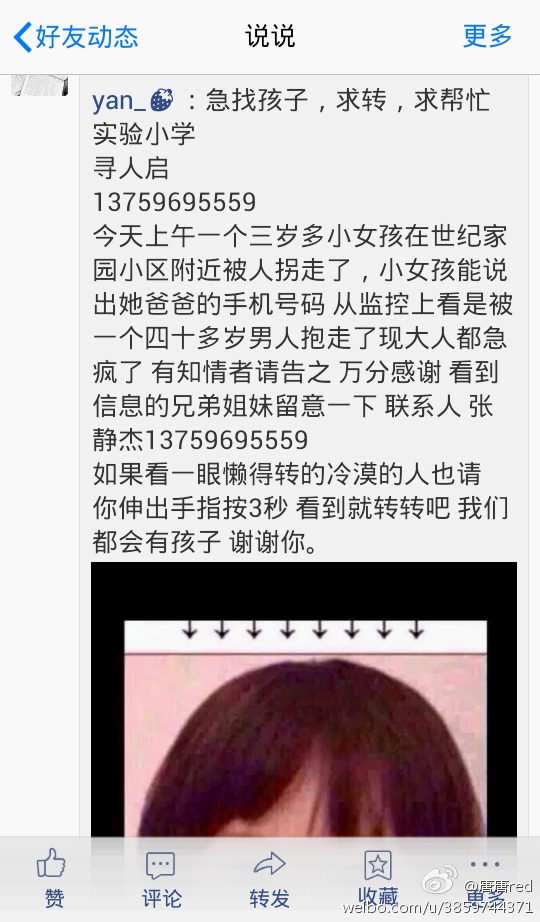 好友动态 说说 更多
yan_ ：急找孩子，求转，求帮忙
实验小学
寻人启
13759695559
今天上午一个三岁多小女孩在世纪家
园小区附近被人拐走了，小女孩能说
出她爸爸的手机号码 从监控上看是被
一个四十多岁男人抱走了现大人都急
疯了 有知情者请告之 万分感谢 看到
信息的兄弟姐妹留意一下 联系人 张
静杰13759695559
如果看一眼懒得转的冷漠的人也请
你伸出手指按3秒 看到就转转吧 我们
都会有孩子 谢谢你。
赞 评论 转发 收藏 更多
@唐唐red
weibo.com/u/3859744371